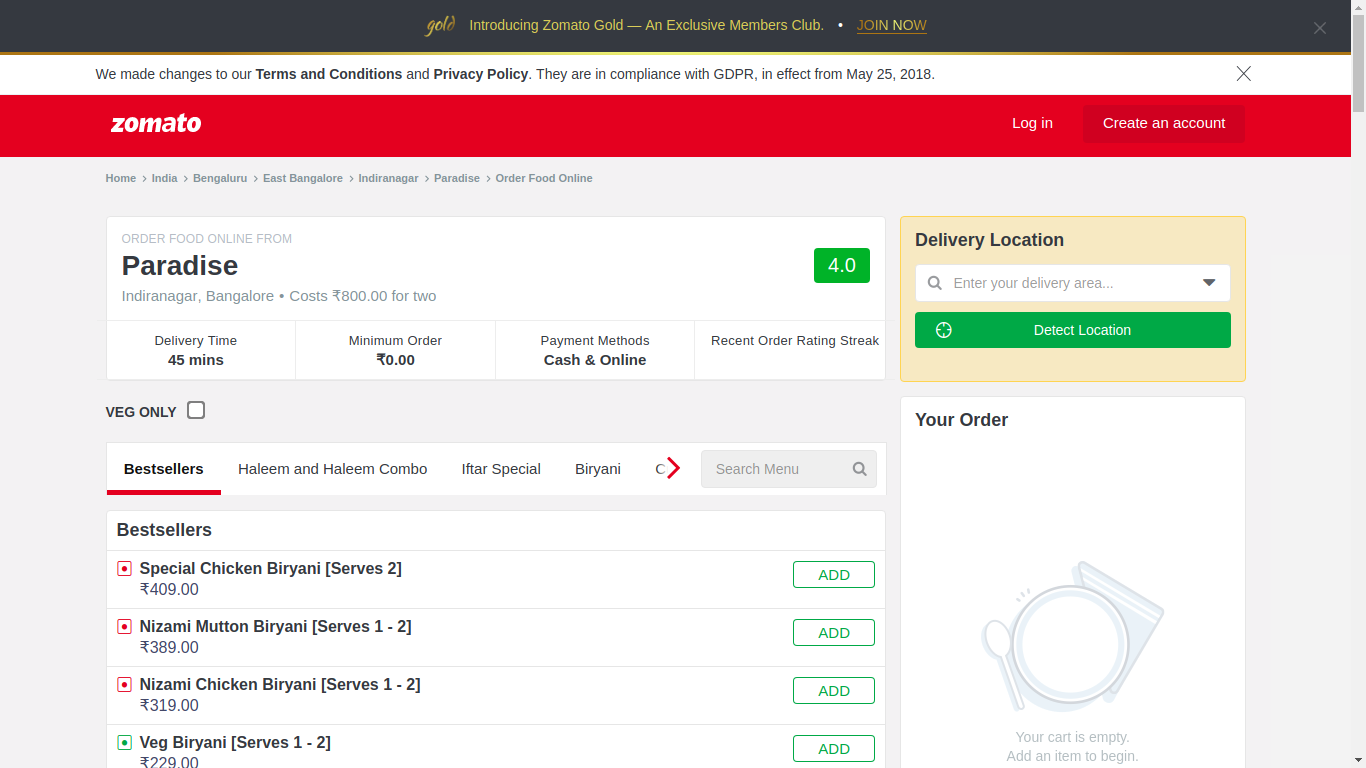 gold Introducing Zomato Gold — An Exclusive Members Club. • JOIN NOW
We made changes to our Terms and Conditions and Privacy Policy. They are in compliance with GDPR, in effect from May 25, 2018.
zomato
Log in
Create an account
Home > India > Bengaluru > East Bangalore > Indiranagar > Paradise > Order Food Online
ORDER FOOD ONLINE FROM
Paradise
4.0
Indiranagar, Bangalore • Costs ₹800.00 for two
Delivery Time
45 mins
Minimum Order
₹0.00
Payment Methods
Cash & Online
Recent Order Rating Streak
Delivery Location
Enter your delivery area...
Detect Location
VEG ONLY
Bestsellers
Haleem and Haleem Combo
Iftar Special
Biryani
Search Menu
Bestsellers
Special Chicken Biryani [Serves 2]
₹409.00
ADD
Nizami Mutton Biryani [Serves 1 - 2]
₹389.00
ADD
Nizami Chicken Biryani [Serves 1 - 2]
₹319.00
ADD
Veg Biryani [Serves 1 - 2]
₹229.00
ADD
Your Order
Your cart is empty.
Add an item to begin.